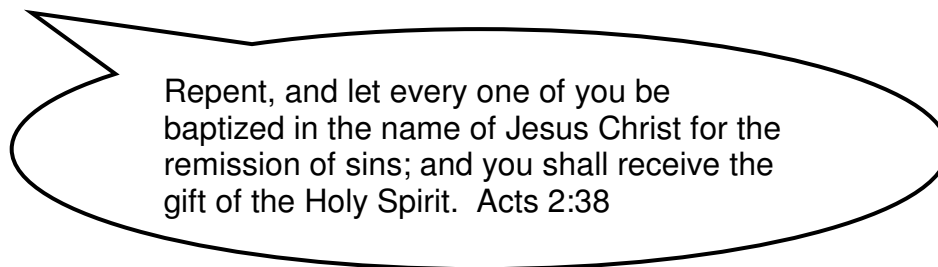 Repent, and let every one of you be
baptized in the name of Jesus Christ for the
remission of sins; and you shall receive the
gift of the Holy Spirit.  Acts 2:38